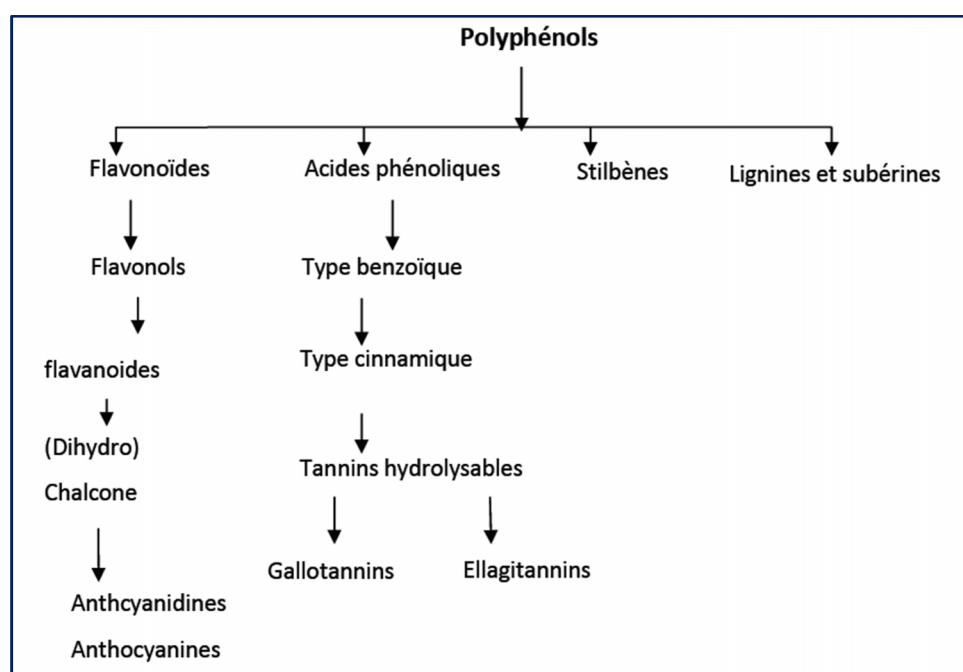 Polyphénols
Flavonoïdes
Acides phénoliques
Stilbènes
Lignines et subérines
Flavonols
Type benzoïque
flavanoides
Type cinnamique
(Dihydro)
Chalcone
Tannins hydrolysables
Gallotannins
Ellagitannins
Anthcyanidines
Anthocyanines